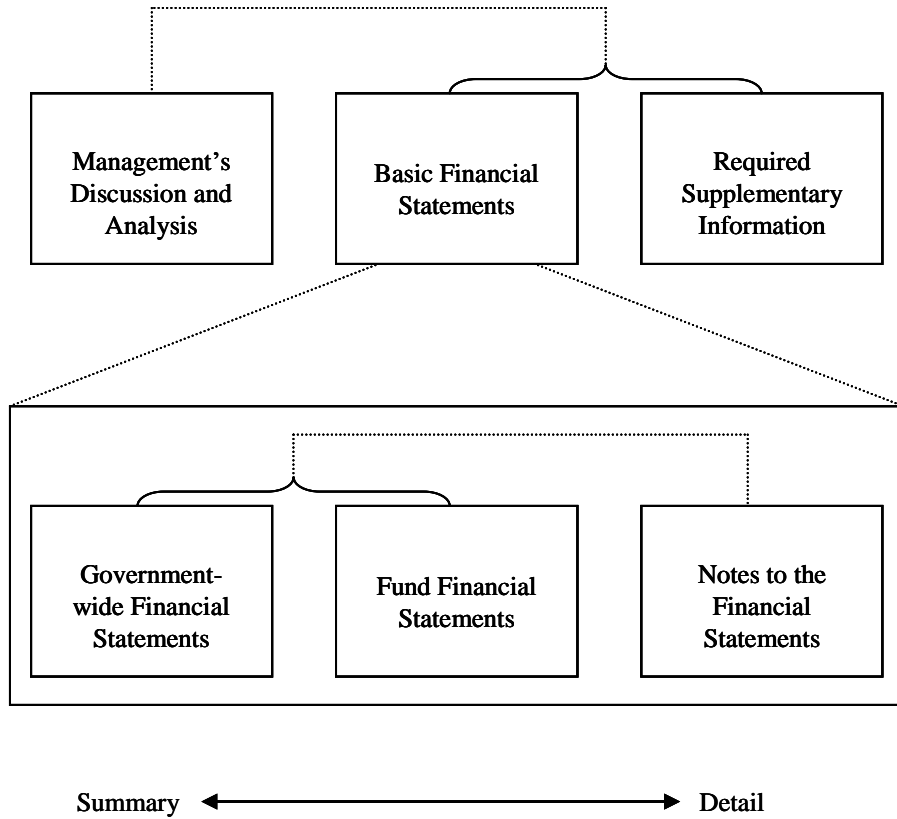 Management’s
Discussion and
Analysis
Basic Financial
Statements
Required
Supplementary
Information
Government-
wide Financial
Statements
Fund Financial
Statements
Notes to the
Financial
Statements
Summary
Detail